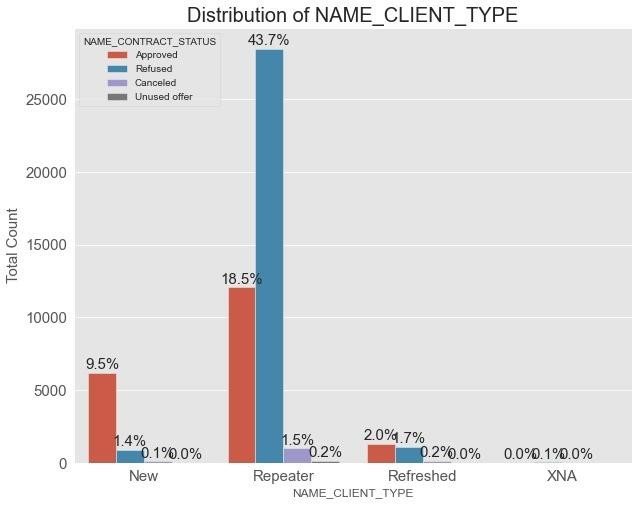 Distribution of NAME_CLIENT_TYPE
NAME_CONTRACT_STATUS
Approved
Refused
Canceled
Unused offer
43.7%
25000
20000
15000
10000
5000
0
Total Count
18.5%
9.5%
1.4%
0.1%
0.0%
1.5%
0.2%
2.0%
1.7%
0.2%
0.0%
0.0%
0.1%
0.0%
New
Repeater
Refreshed
XNA
NAME_CLIENT_TYPE